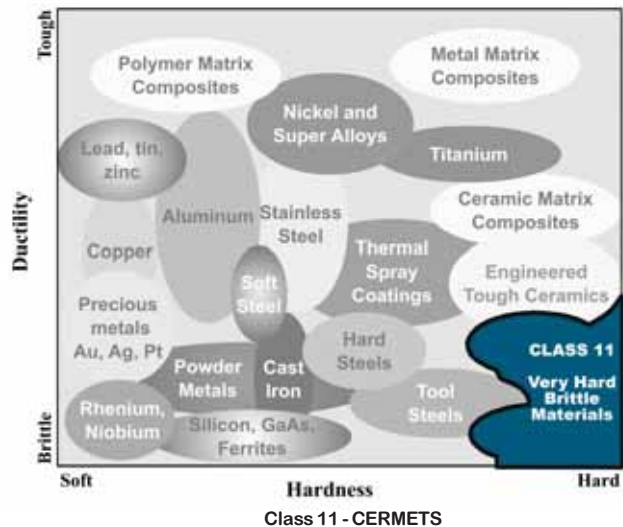 Tough
Ductility
Brittle
Polymer Matrix
Composites
Metal Matrix
Composites
Nickel and
Super Alloys
Lead, tin,
zinc
Titanium
Aluminum
Stainless
Steel
Ceramic Matrix
Composites
Copper
Thermal
Spray
Coatings
Engineered
Tough Ceramics
Soft
Steel
Precious
metals
Au, Ag, Pt
Hard
Steels
CLASS 11
Very Hard
Brittle
Materials
Powder
Metals
Cast
Iron
Tool
Steels
Rhenium,
Niobium
Silicon, GaAs,
Ferrites
Soft
Hardness
Hard
Class 11 - CERMETS